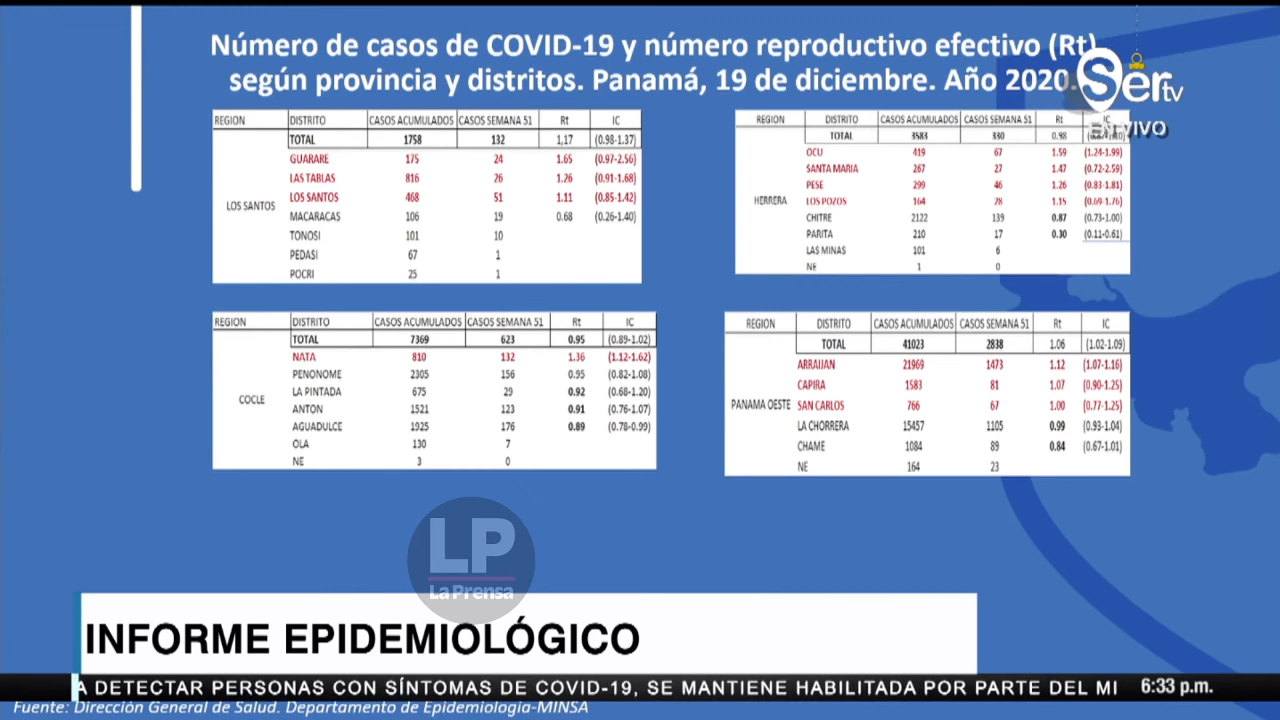 Número de casos de COVID-19 y número reproductivo efectivo (Rt)
según provincia y distritos. Panamá, 19 de diciembre. Año 2020.
Ser tv
EN VIVO
REGION DISTRITO CASOS ACUMULADOS CASOS SEMANA 51 Rt IC
TOTAL 1758 132 1,17 (0.98-1.37)
GUARARE 175 24 1.65 (0.97-2.56)
LAS TABLAS 816 26 1.26 (0.91-1.68)
LOS SANTOS 468 51 1.11 (0.85-1.42)
LOS SANTOS
MACARACAS 106 19 0.68 (0.26-1.40)
TONOSI 101 10
PEDASI 67 1
POCRI 25 1
REGION DISTRITO CASOS ACUMULADOS CASOS SEMANA 51 Rt IC
TOTAL 3583 330 0.98
OCU 419 67 1.59 (1.24-1.99)
SANTA MARIA 267 27 1.47 (0.72-2.59)
PESE 299 46 1.26 (0.83-1.81)
HERRERA LOS POZOS 164 28 1.15 (0.69-1.76)
CHITRE 2122 139 0.87 (0.73-1.00)
PARITA 210 17 0.30 (0.11-0.61)
LAS MINAS 101 6
NE 1 0
REGION DISTRITO CASOS ACUMULADOS CASOS SEMANA 51 Rt IC
TOTAL 7369 623 0.95 (0.89-1.02)
NATA 810 132 1.36 (1.12-1.62)
PENONOME 2305 156 0.95 (0.82-1.08)
LA PINTADA 675 29 0.92 (0.68-1.20)
COCLE
ANTON 1521 123 0.91 (0.76-1.07)
AGUADULCE 1925 176 0.89 (0.78-0.99)
OLA 130 7
NE 3 0
REGION DISTRITO CASOS ACUMULADOS CASOS SEMANA 51 Rt IC
TOTAL 41023 2838 1.06 (1.02-1.09)
ARRAIJAN 21969 1473 1.12 (1.07-1.16)
CAPIRA 1583 81 1.07 (0.90-1.25)
PANAMA OESTE SAN CARLOS 766 67 1.00 (0.77-1.25)
LA CHORRERA 15457 1105 0.99 (0.93-1.04)
CHAME 1084 89 0.84 (0.67-1.01)
NE 164 23
LP
La Prensa
INFORME EPIDEMIOLÓGICO
A DETECTAR PERSONAS CON SÍNTOMAS DE COVID-19, SE MANTIENE HABILITADA POR PARTE DEL MI 6:33 p.m.
Fuente: Dirección General de Salud. Departamento de Epidemiologia-MINSA